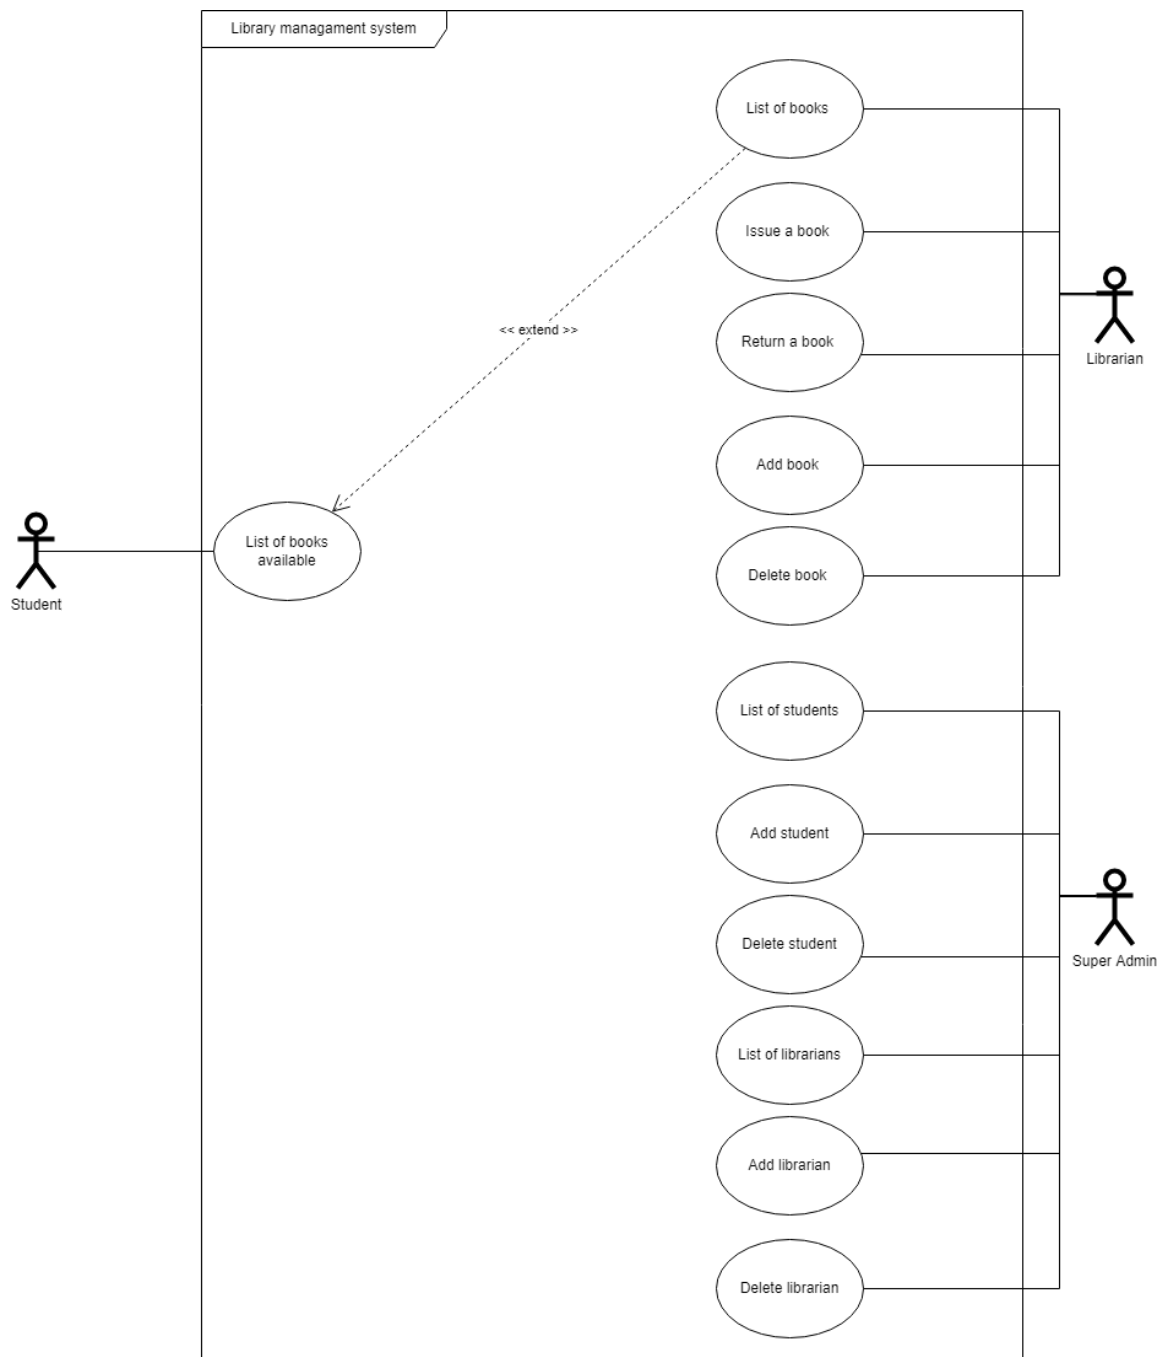 Library managament system
List of books
Issue a book
<< extend >>
Return a book
Librarian
Add book
List of books
available
Delete book
Student
List of students
Add student
Delete student
Super Admin
List of librarians
Add librarian
Delete librarian